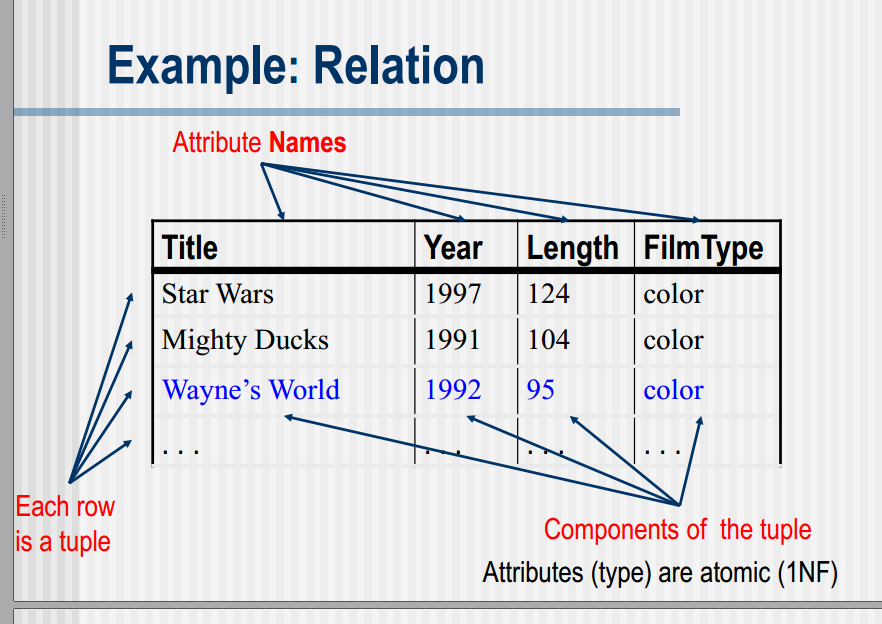 Example: Relation
Attribute Names
Title Year Length FilmType
Star Wars 1997 124 color
Mighty Ducks 1991 104 color
Wayne’s World 1992 95 color
. . . . . . . . . . . .
Each row
is a tuple
Components of the tuple
Attributes (type) are atomic (1NF)